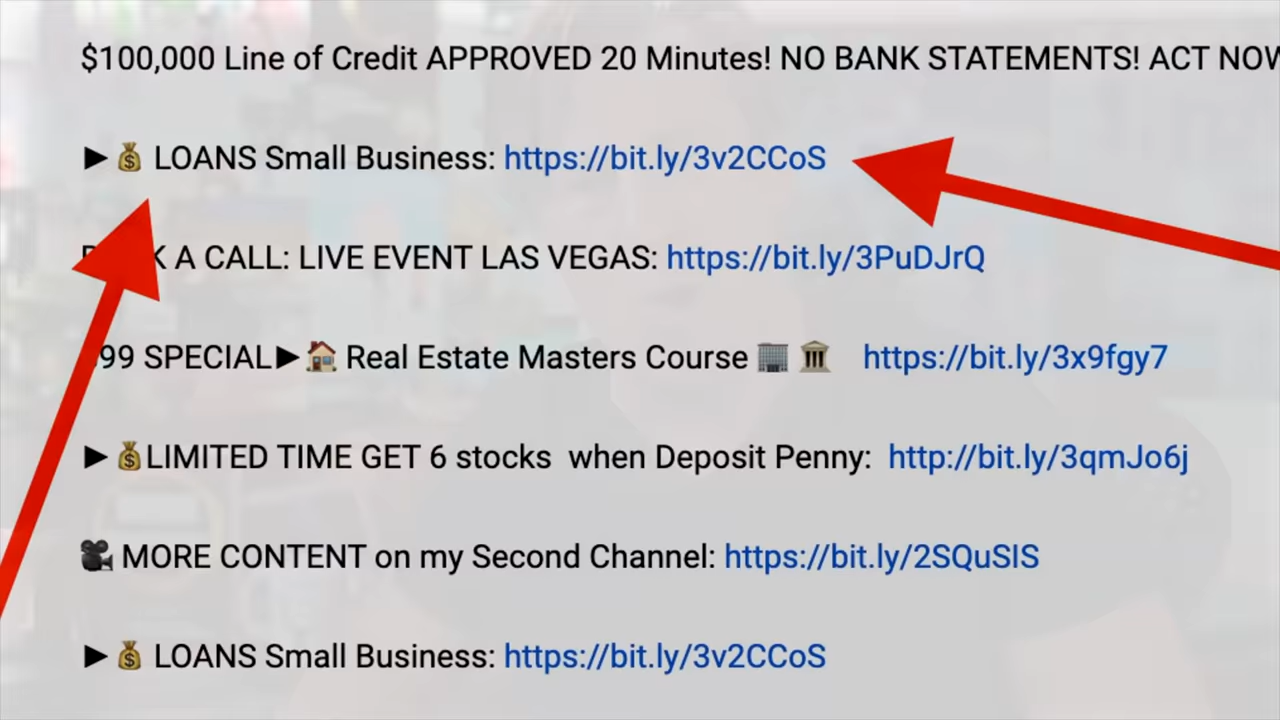 $100,000 Line of Credit APPROVED 20 Minutes! NO BANK STATEMENTS! ACT NOW
►💰 LOANS Small Business: https://bit.ly/3v2CCoS
A CALL: LIVE EVENT LAS VEGAS: https://bit.ly/3PuDJrQ
99 SPECIAL►🏠 Real Estate Masters Course 🏢 🏛 https://bit.ly/3x9fgy7
►💰LIMITED TIME GET 6 stocks when Deposit Penny: http://bit.ly/3qmJo6j
🎥 MORE CONTENT on my Second Channel: https://bit.ly/2SQuSIS
►💰 LOANS Small Business: https://bit.ly/3v2CCoS